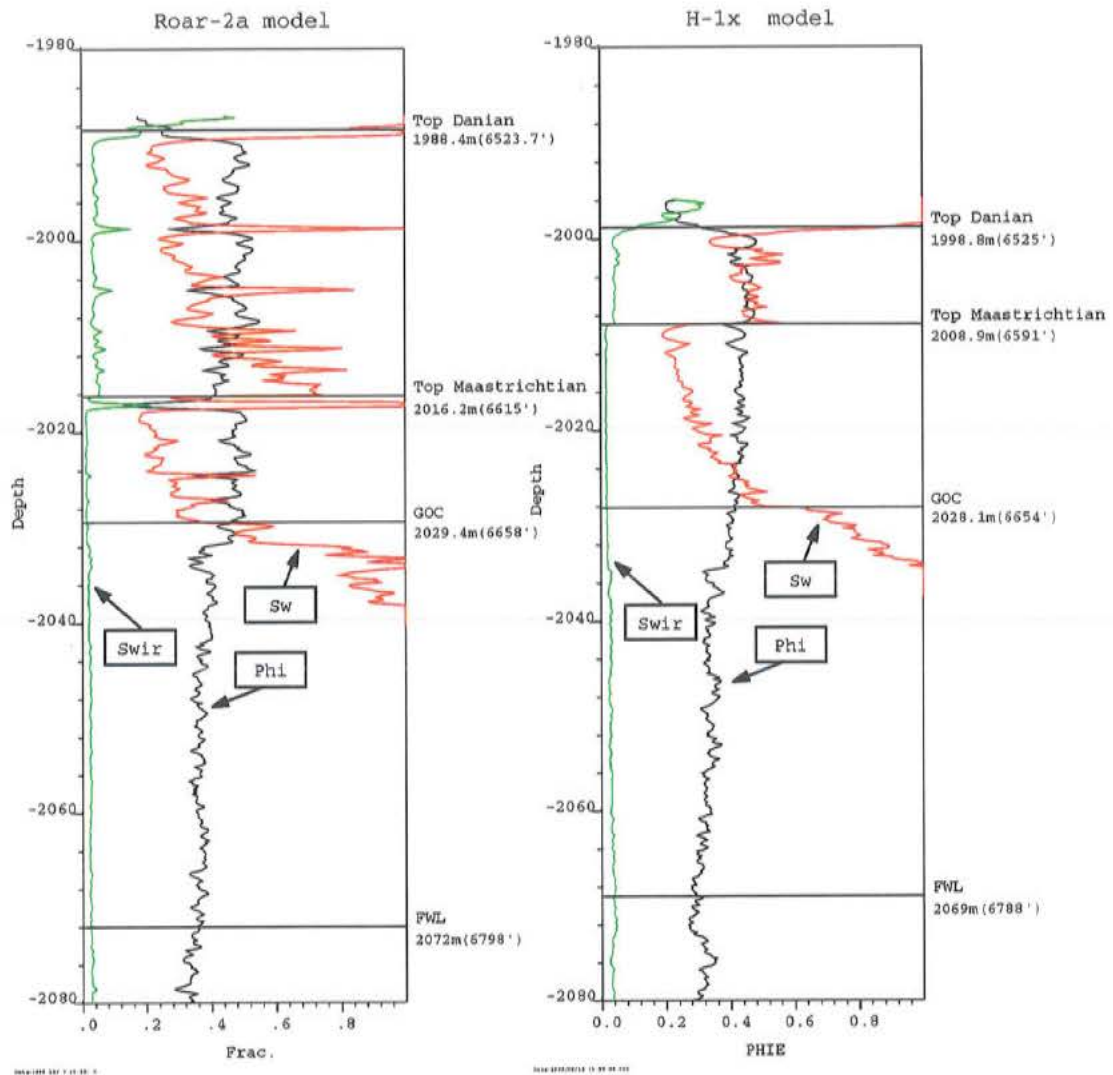 Roar-2a model
-1980
-2000
-2020
-2040
-2060
-2080
Depth
Top Danian
1988.4m(6523.7')
Top Maastrichtian
2016.2m(6615')
GOC
2029.4m(6658')
FWL
2072m(6798')
Swir
Sw
Phi
.0 .2 .4 .6 .8
Frac.
H-1x model
-1980
-2000
-2020
-2040
-2060
-2080
Depth
Top Danian
1998.8m(6525')
Top Maastrichtian
2008.9m(6591')
GOC
2028.1m(6654')
FWL
2069m(6788')
Swir
Sw
Phi
0.0 0.2 0.4 0.6 0.8
PHIE